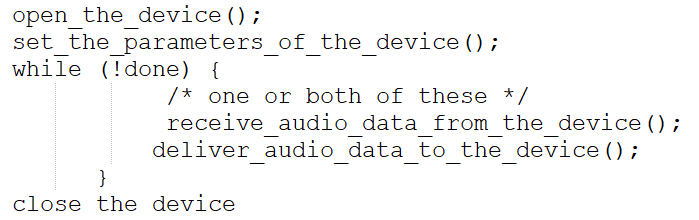 open_the_device();
set_the_parameters_of_the_device();
while (!done) {
/* one or both of these */
receive_audio_data_from_the_device();
deliver_audio_data_to_the_device();
}
close the device